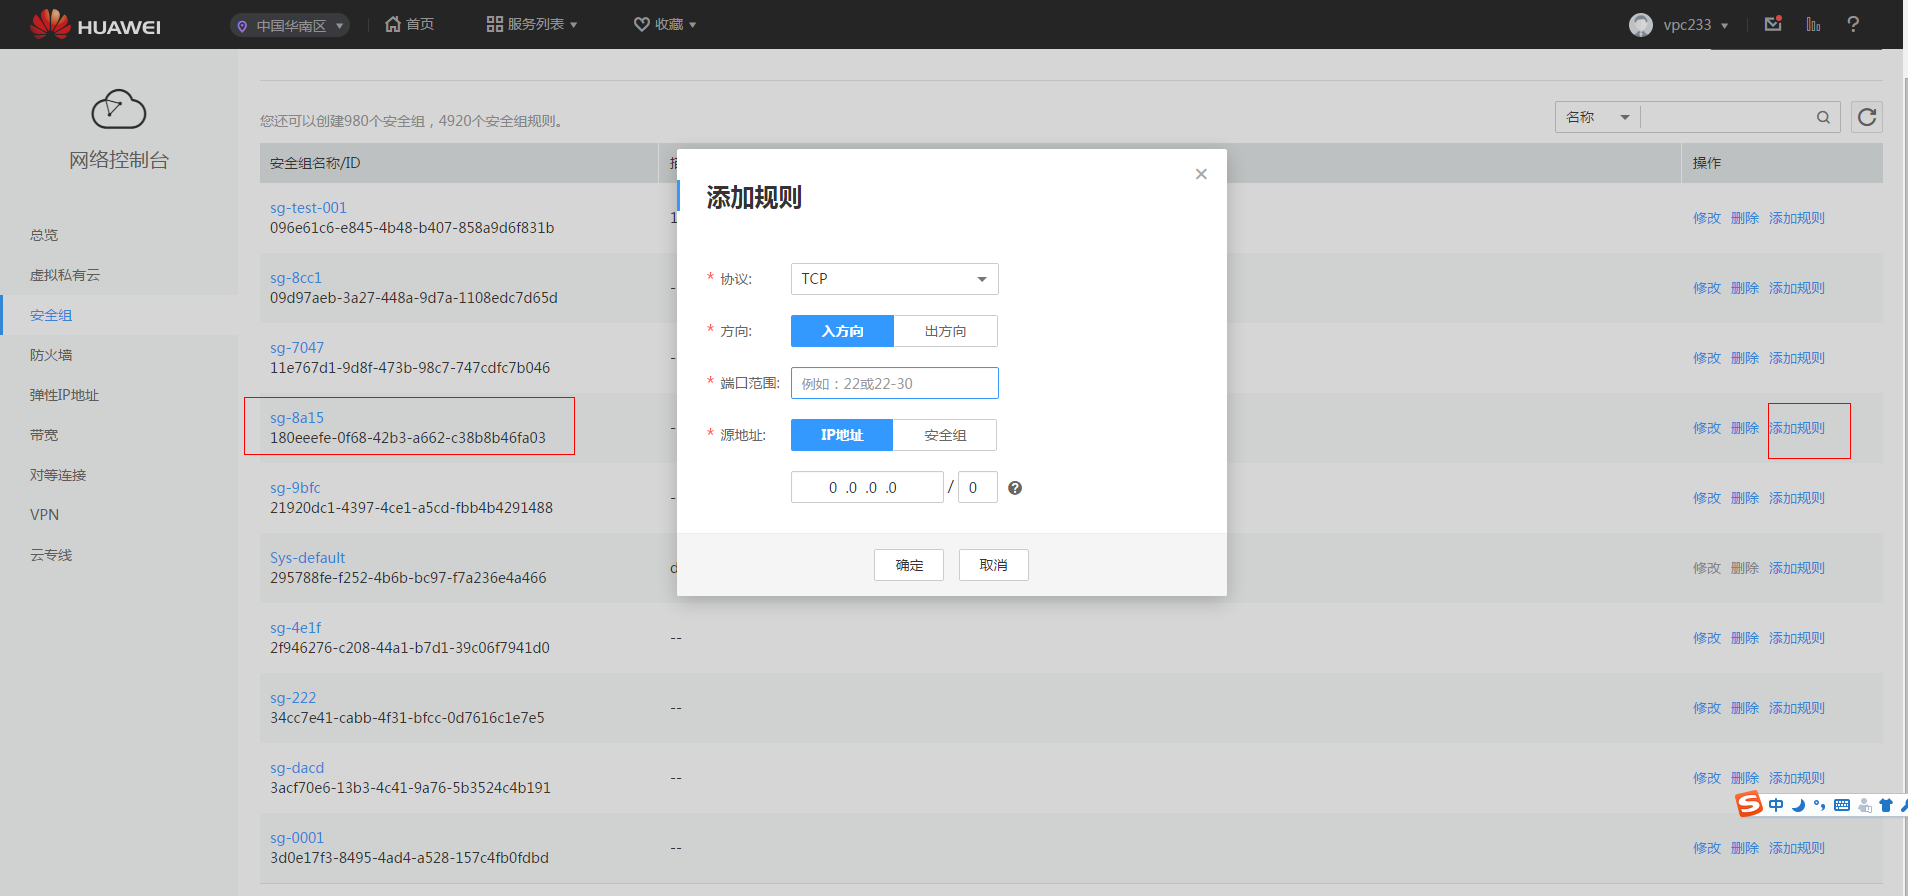 HUAWEI
中国华南区
首页
服务列表
收藏
vpc233
网络控制台
总览
虚拟私有云
安全组
防火墙
弹性IP地址
带宽
对等连接
VPN
云专线
您还可以创建980个安全组，4920个安全组规则。
名称
安全组名称/ID
操作
sg-test-001
096e61c6-e845-4b48-b407-858a9d6f831b
1
修改 删除 添加规则
sg-8cc1
09d97aeb-3a27-448a-9d7a-1108edc7d65d
-
修改 删除 添加规则
sg-7047
11e767d1-9d8f-473b-98c7-747cdfc7b046
-
修改 删除 添加规则
sg-8a15
180eeefe-0f68-42b3-a662-c38b8b46fa03
-
修改 删除 添加规则
sg-9bfc
21920dc1-4397-4ce1-a5cd-fbb4b4291488
-
修改 删除 添加规则
Sys-default
295788fe-f252-4b6b-bc97-f7a236e4a466
d
修改 删除 添加规则
sg-4e1f
2f946276-c208-44a1-b7d1-39c06f7941d0
--
修改 删除 添加规则
sg-222
34cc7e41-cabb-4f31-bfcc-0d7616c1e7e5
--
修改 删除 添加规则
sg-dacd
3acf70e6-13b3-4c41-9a76-5b3524c4b191
--
修改 删除 添加规则
sg-0001
3d0e17f3-8495-4ad4-a528-157c4fb0fdbd
--
修改 删除 添加规则
添加规则
* 协议: TCP
* 方向: 入方向 出方向
* 端口范围: 例如：22或22-30
* 源地址: IP地址 安全组
0 .0 .0 .0 / 0
确定 取消
中